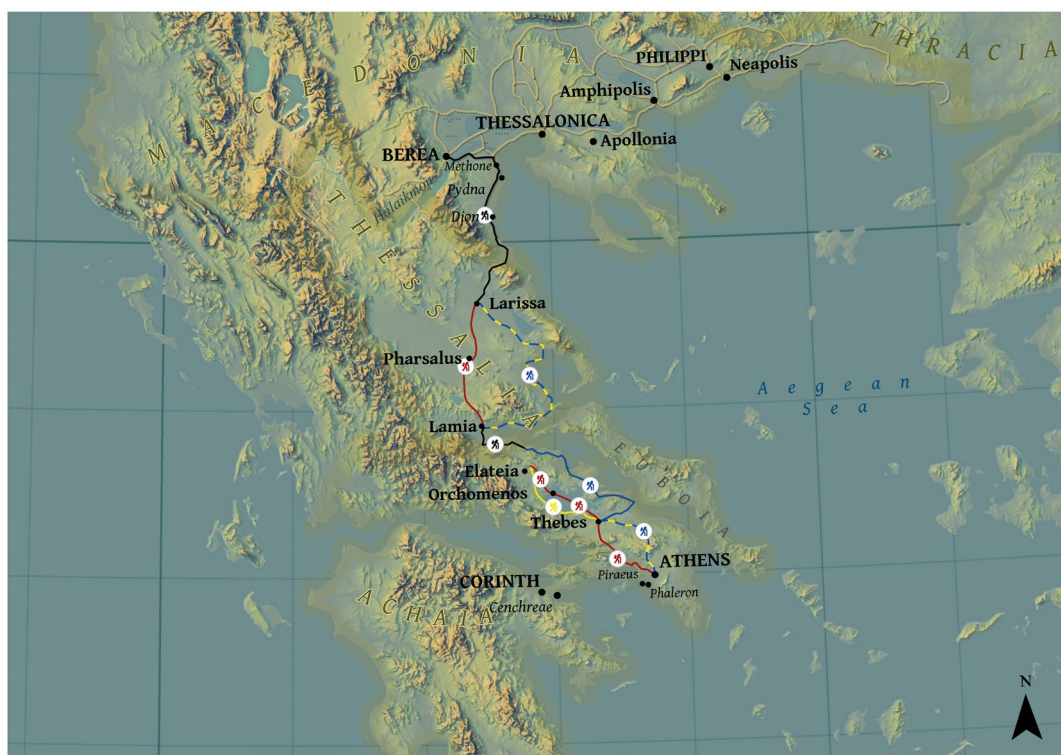 THRACIA
MACEDONIA
PHILIPPI
Neapolis
Amphipolis
THESSALONICA
Apollonia
BEREA
Methone
Pydna
Haliakmon
Dion
THESSALIA
Larissa
Pharsalus
Aegean
Sea
Lamia
EUBOIA
Elateia
Orchomenos
Thebes
ATHENS
Piraeus
Phaleron
CORINTH
Cenchreae
ACHAIA
N